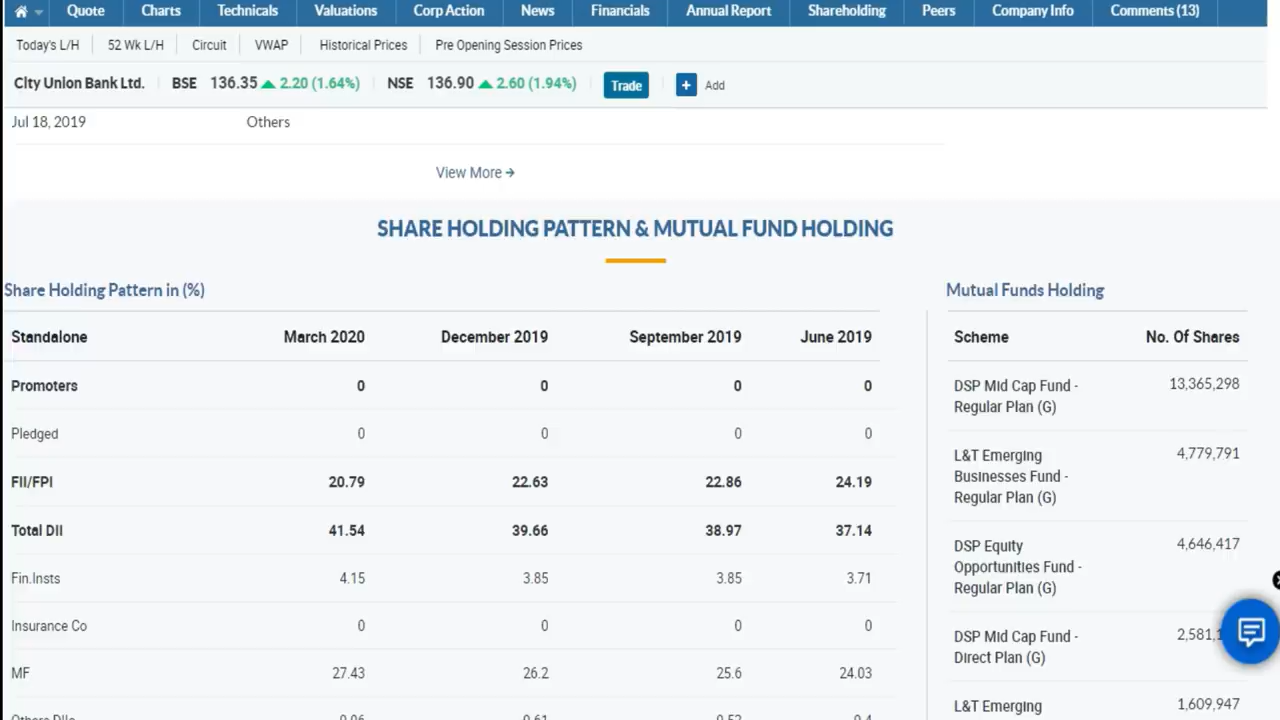 Quote Charts Technicals Valuations Corp Action News Financials Annual Report Shareholding Peers Company Info Comments (13)
Today's L/H 52 Wk L/H Circuit VWAP Historical Prices Pre Opening Session Prices
City Union Bank Ltd. BSE 136.35 2.20 (1.64%) NSE 136.90 2.60 (1.94%) Trade + Add
Jul 18, 2019 Others
View More →
SHARE HOLDING PATTERN & MUTUAL FUND HOLDING
Share Holding Pattern in (%)
Standalone March 2020 December 2019 September 2019 June 2019
Promoters 0 0 0 0
Pledged 0 0 0 0
FII/FPI 20.79 22.63 22.86 24.19
Total DII 41.54 39.66 38.97 37.14
Fin.Insts 4.15 3.85 3.85 3.71
Insurance Co 0 0 0 0
MF 27.43 26.2 25.6 24.03
Mutual Funds Holding
Scheme No. Of Shares
DSP Mid Cap Fund - 13,365,298
Regular Plan (G)
L&T Emerging 4,779,791
Businesses Fund -
Regular Plan (G)
DSP Equity 4,646,417
Opportunities Fund -
Regular Plan (G)
DSP Mid Cap Fund -
Direct Plan (G)
L&T Emerging 1,609,947